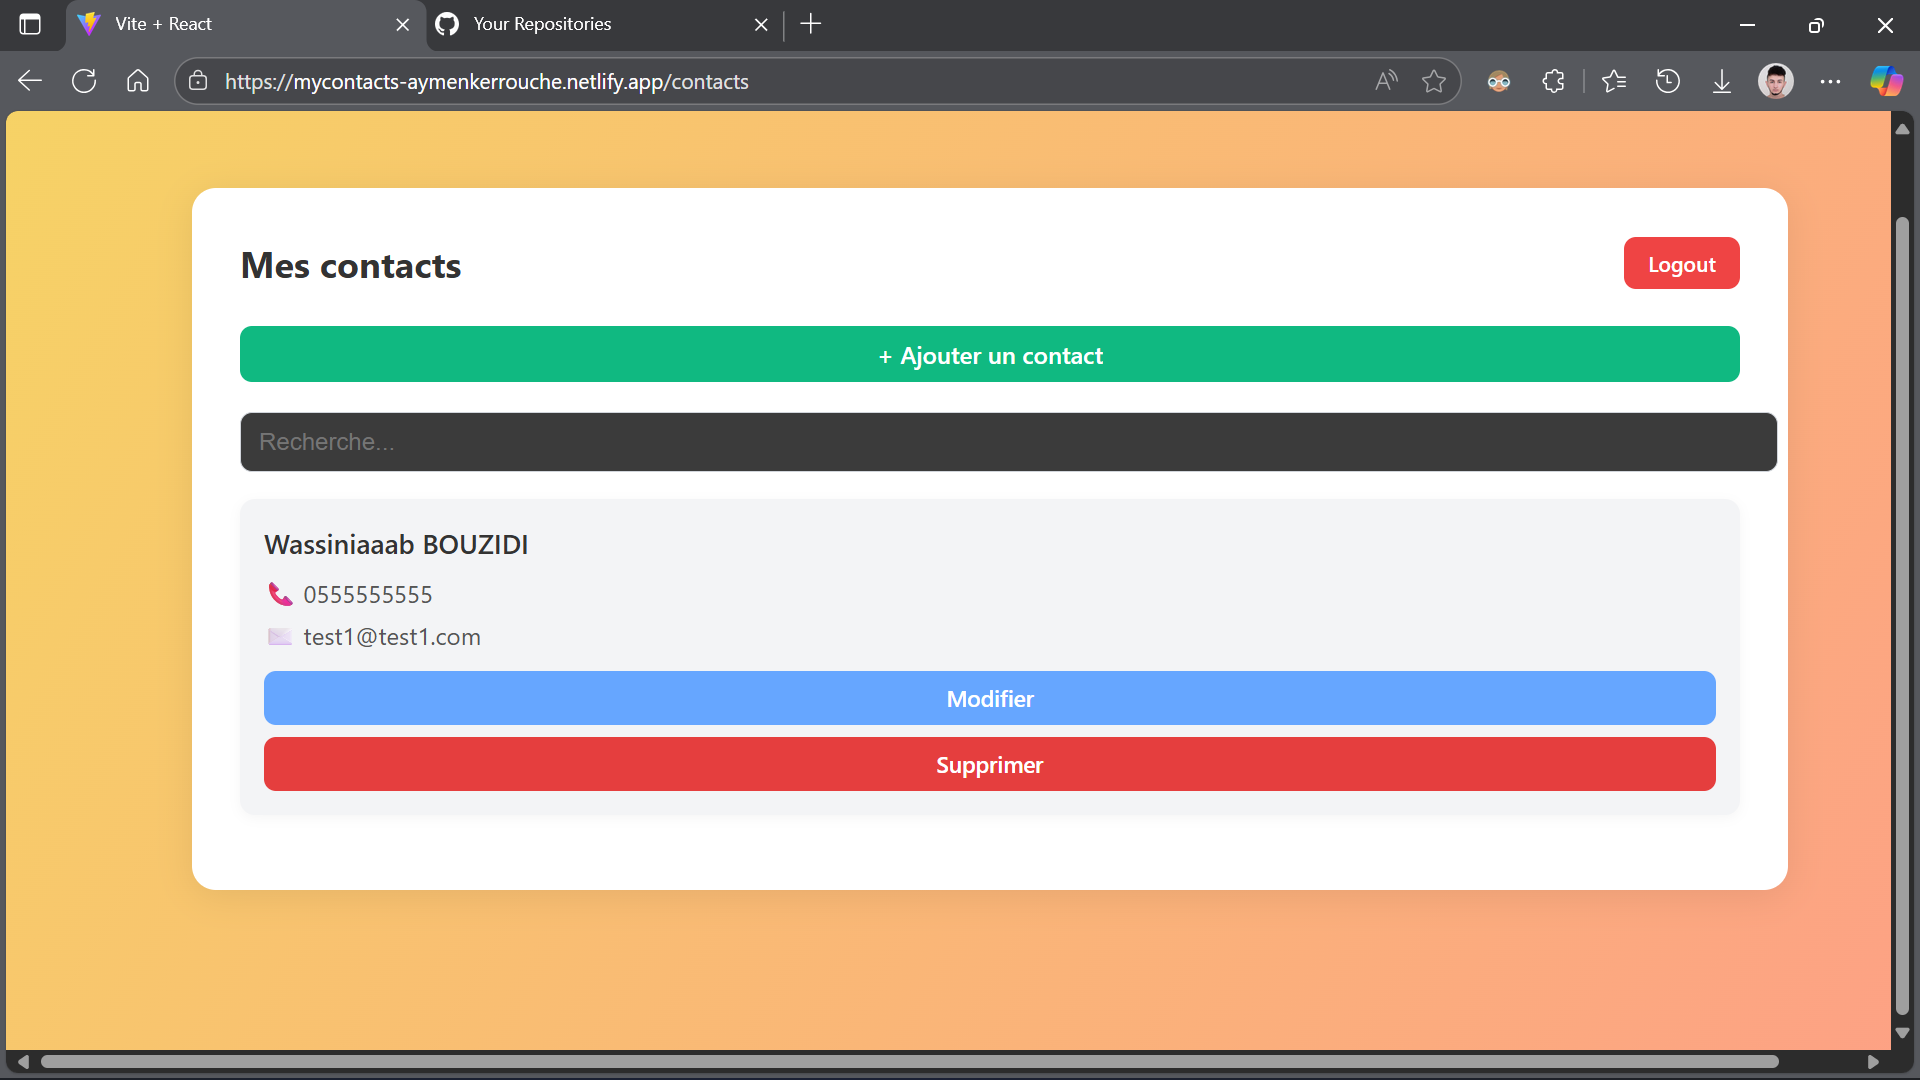 Vite + React
Your Repositories
https://mycontacts-aymenkerrouche.netlify.app/contacts
Mes contacts
Logout
+ Ajouter un contact
Recherche...
Wassiniaaab BOUZIDI
0555555555
test1@test1.com
Modifier
Supprimer